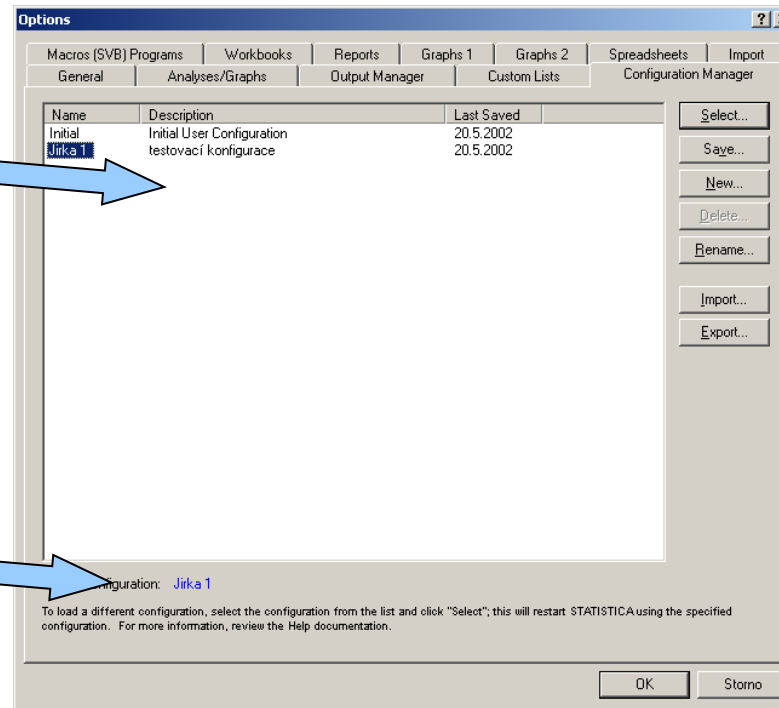 Options
Macros (SVB) Programs Workbooks Reports Graphs 1 Graphs 2 Spreadsheets Import
General Analyses/Graphs Output Manager Custom Lists Configuration Manager
Name Description Last Saved
Initial Initial User Configuration 20.5.2002
Jirka 1 testovací konfigurace 20.5.2002
Select...
Save...
New...
Delete...
Rename...
Import...
Export...
Jirka 1
To load a different configuration, select the configuration from the list and click "Select"; this will restart STATISTICA using the specified
configuration. For more information, review the Help documentation.
OK Storno